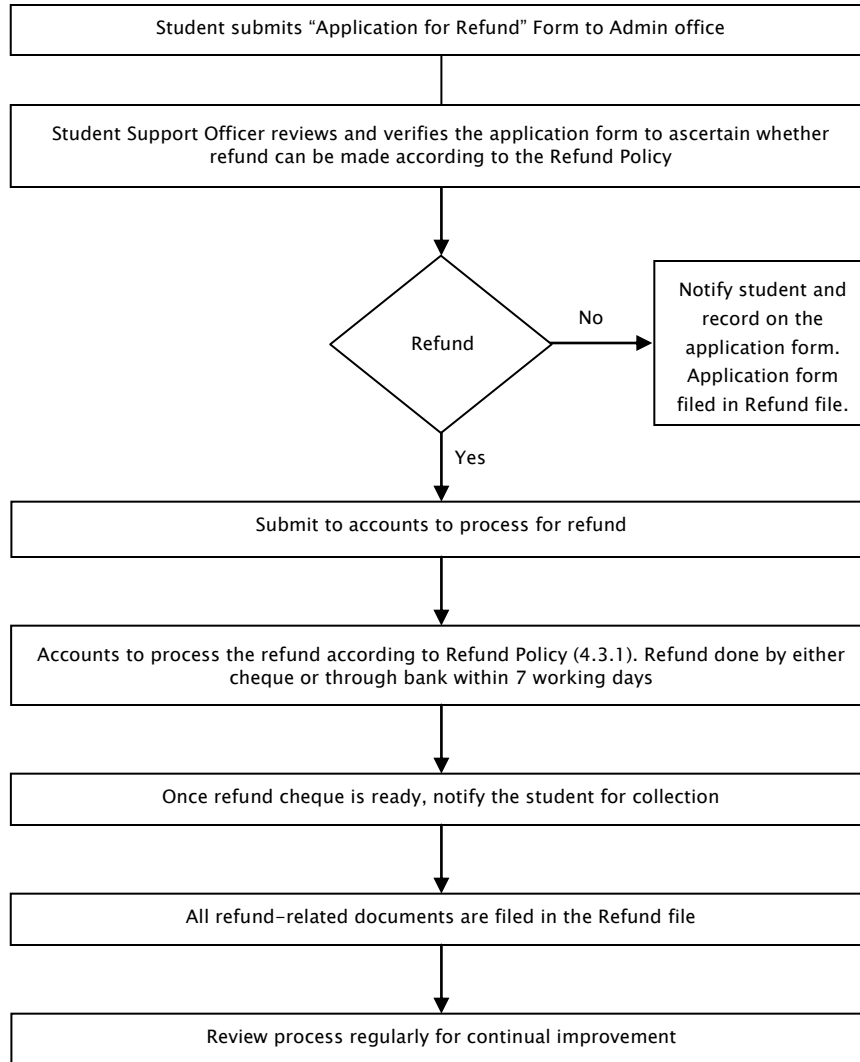 Student submits “Application for Refund” Form to Admin office
Student Support Officer reviews and verifies the application form to ascertain whether
refund can be made according to the Refund Policy
Refund
No
Notify student and
record on the
application form.
Application form
filed in Refund file.
Yes
Submit to accounts to process for refund
Accounts to process the refund according to Refund Policy (4.3.1). Refund done by either
cheque or through bank within 7 working days
Once refund cheque is ready, notify the student for collection
All refund-related documents are filed in the Refund file
Review process regularly for continual improvement